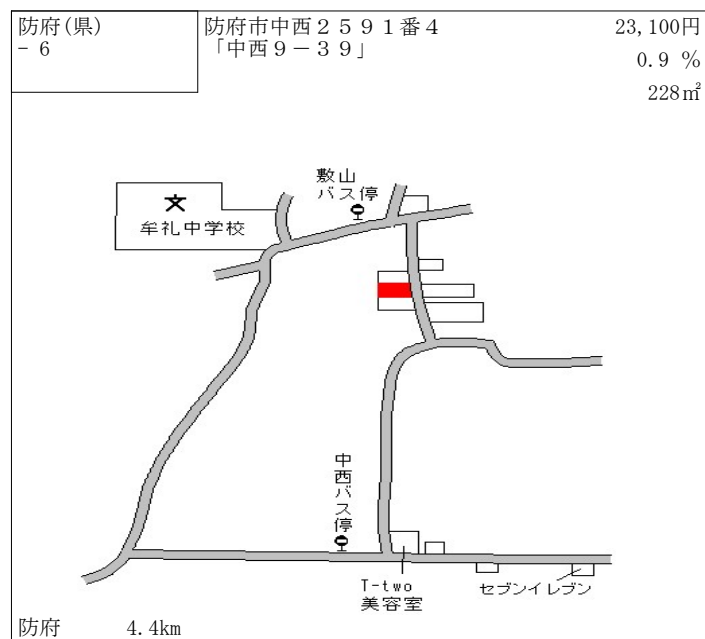 防府(県)
－6
防府市中西２５９１番４
「中西９－３９」
23,100円
0.9 %
228㎡
敷山
バス停
文
牟礼中学校
中西バス停
T-two
美容室
セブンイレブン
防府 4.4km